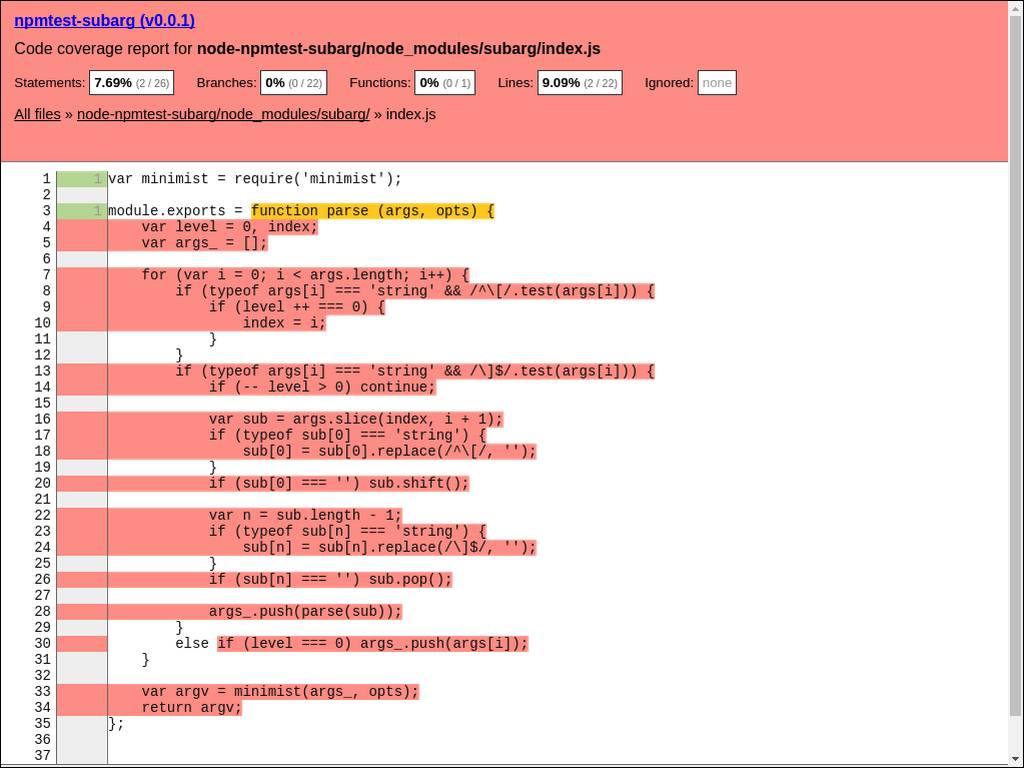 npmtest-subarg (v0.0.1)
Code coverage report for node-npmtest-subarg/node_modules/subarg/index.js
Statements: 7.69% (2 / 26) Branches: 0% (0 / 22) Functions: 0% (0 / 1) Lines: 9.09% (2 / 22) Ignored: none
All files » node-npmtest-subarg/node_modules/subarg/ » index.js
1 1 var minimist = require('minimist');
2
3 1 module.exports = function parse (args, opts) {
4     var level = 0, index;
5     var args_ = [];
6
7     for (var i = 0; i < args.length; i++) {
8         if (typeof args[i] === 'string' && /^\[/.test(args[i])) {
9             if (level ++ === 0) {
10                 index = i;
11             }
12         }
13         if (typeof args[i] === 'string' && /\]$/.test(args[i])) {
14             if (-- level > 0) continue;
15
16             var sub = args.slice(index, i + 1);
17             if (typeof sub[0] === 'string') {
18                 sub[0] = sub[0].replace(/^\[/, '');
19             }
20             if (sub[0] === '') sub.shift();
21
22             var n = sub.length - 1;
23             if (typeof sub[n] === 'string') {
24                 sub[n] = sub[n].replace(/\]$/, '');
25             }
26             if (sub[n] === '') sub.pop();
27
28             args_.push(parse(sub));
29         }
30         else if (level === 0) args_.push(args[i]);
31     }
32
33     var argv = minimist(args_, opts);
34     return argv;
35 };
36
37